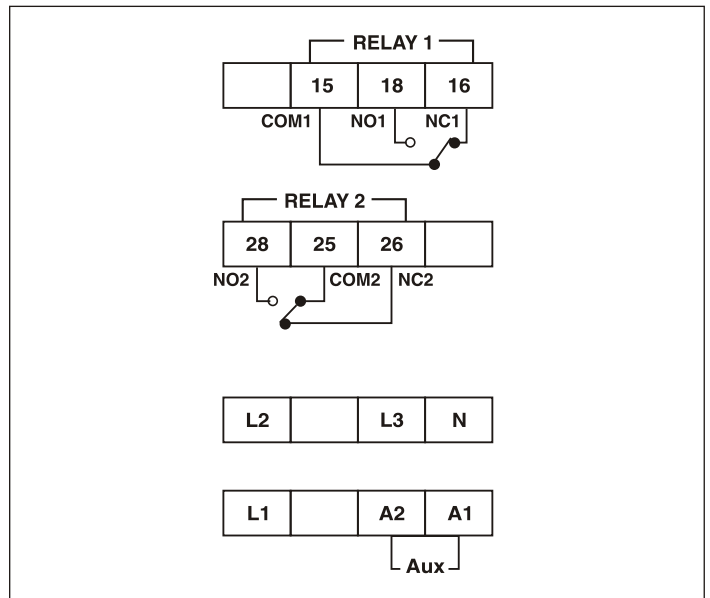 RELAY 1
15 18 16
COM1 NO1 NC1
RELAY 2
28 25 26
NO2 COM2 NC2
L2 L3 N
L1 A2 A1
Aux